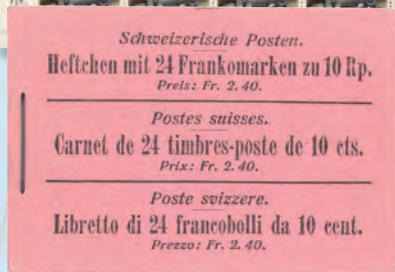 Schweizerische Posten.
Heftchen mit 24 Frankomarken zu 10 Rp.
Preis: Fr. 2. 40.
Postes suisses.
Carnet de 24 timbres-poste de 10 cts.
Prix: Fr. 2. 40.
Poste svizzere.
Libretto di 24 francobolli da 10 cent.
Prezzo: Fr. 2. 40.